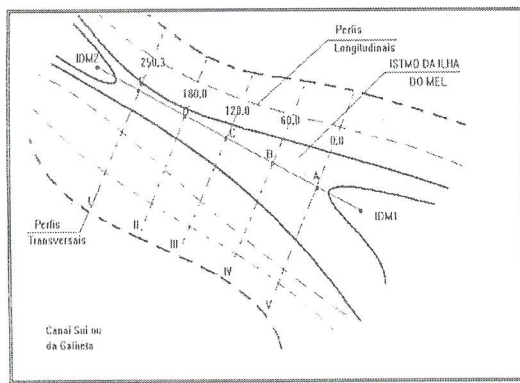 Perfis
Longitudinais
IDM2
250,3
ISTMO DA ILHA
DO MEL
180,0
120,0
60,0
0,0
D
C
B
A
IDM1
I
II
III
IV
V
Perfis
Transversais
Canal Sul ou
da Galheta